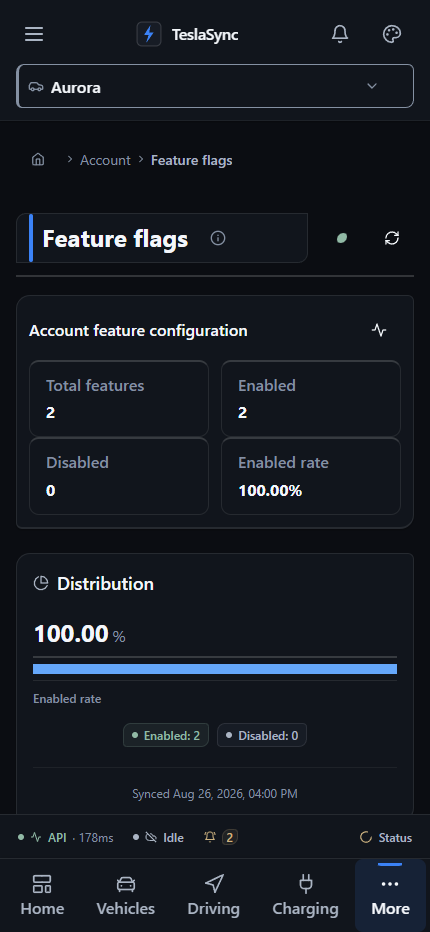 TeslaSync
Aurora
Account Feature flags
Feature flags
Account feature configuration
Total features
2
Enabled
2
Disabled
0
Enabled rate
100.00%
Distribution
100.00 %
Enabled rate
Enabled: 2 Disabled: 0
Synced Aug 26, 2026, 04:00 PM
API · 178ms Idle 2 Status
Home Vehicles Driving Charging More